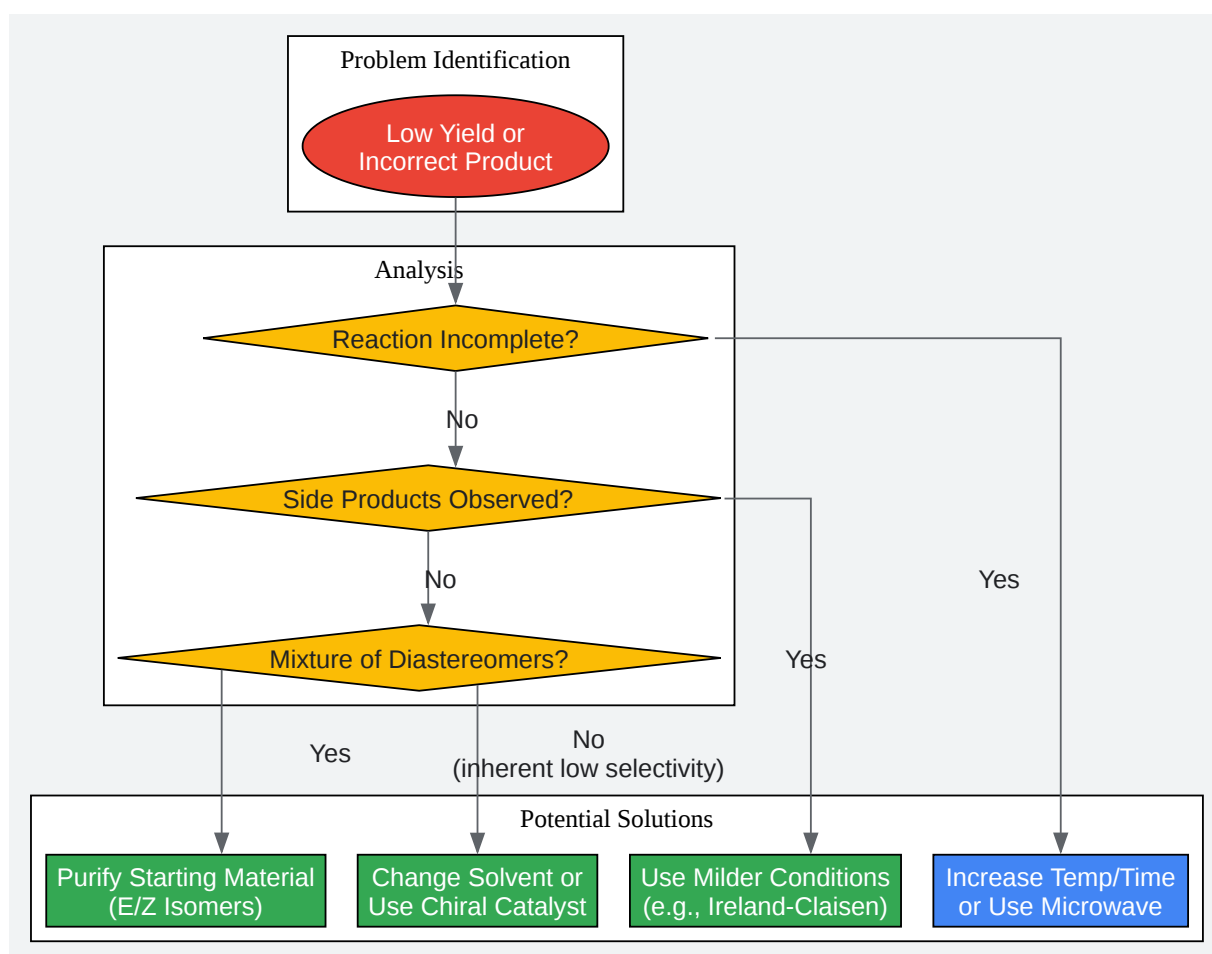 Problem Identification
Low Yield or
Incorrect Product
Analysis
Reaction Incomplete?
No
Side Products Observed?
No
Yes
Mixture of Diastereomers?
Yes
Yes
No
(inherent low selectivity)
Potential Solutions
Purify Starting Material
(E/Z Isomers)
Change Solvent or
Use Chiral Catalyst
Use Milder Conditions
(e.g., Ireland-Claisen)
Increase Temp/Time
or Use Microwave